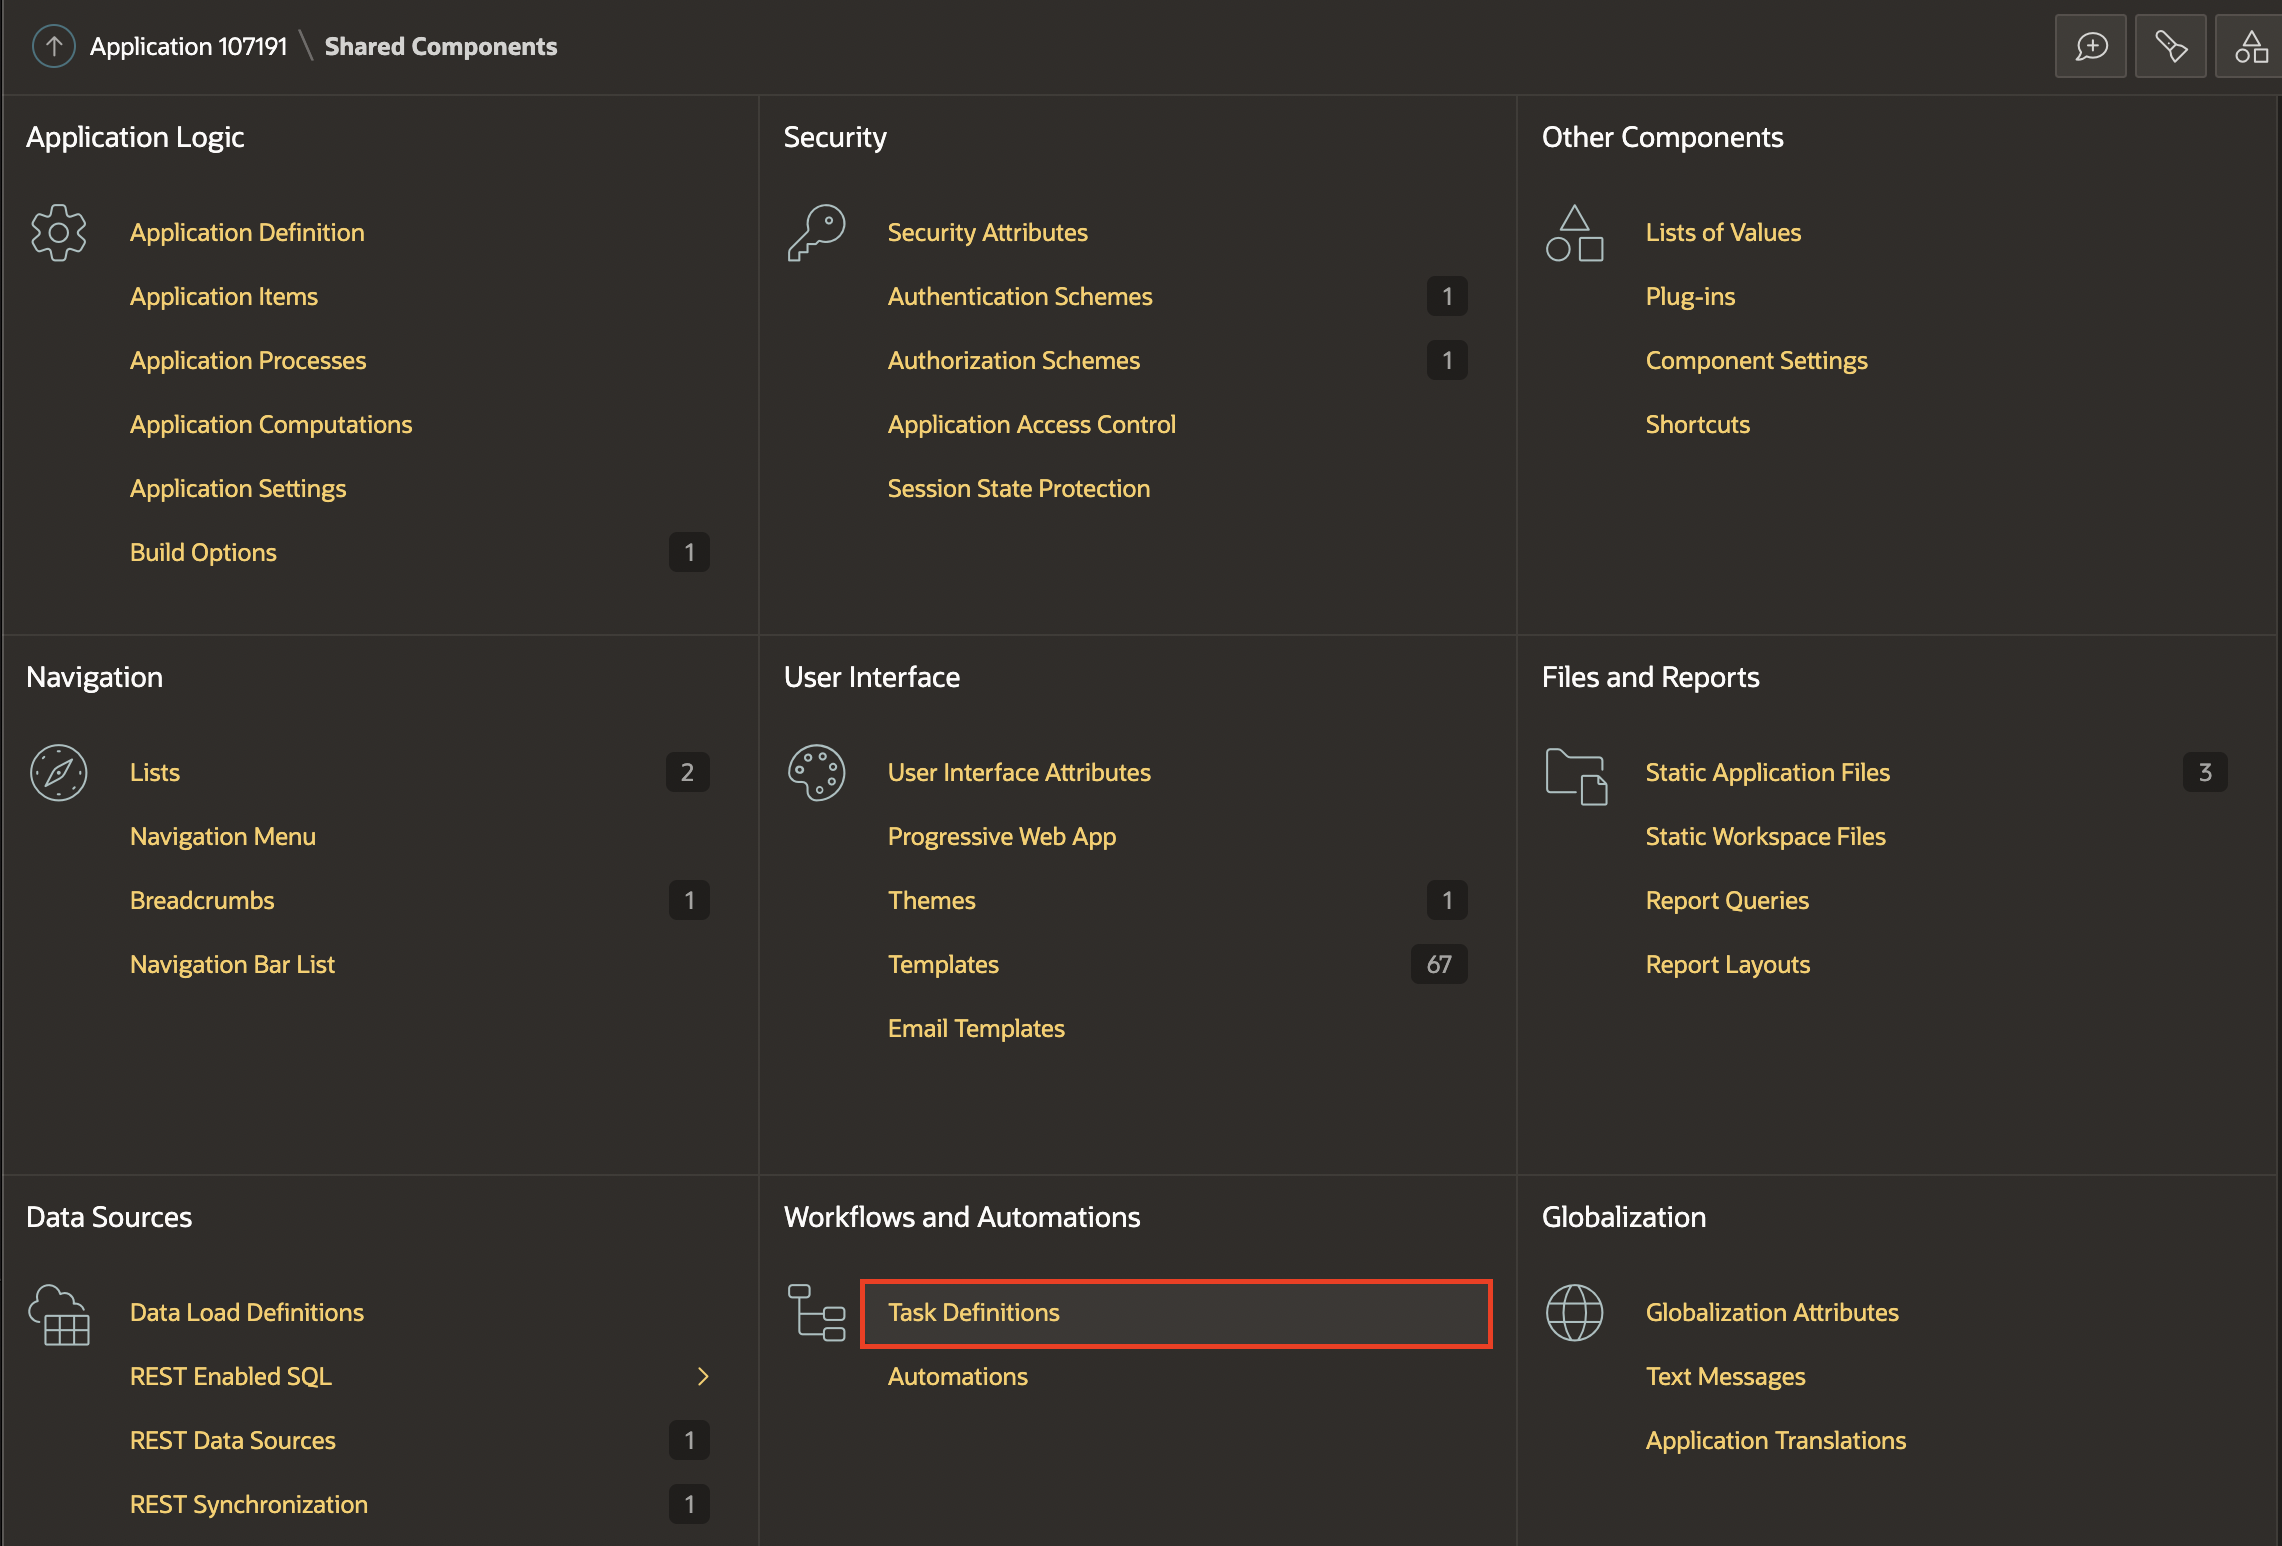 Application 107191 \ Shared Components
Application Logic
Application Definition
Application Items
Application Processes
Application Computations
Application Settings
Build Options 1
Security
Security Attributes
Authentication Schemes 1
Authorization Schemes 1
Application Access Control
Session State Protection
Other Components
Lists of Values
Plug-ins
Component Settings
Shortcuts
Navigation
Lists 2
Navigation Menu
Breadcrumbs 1
Navigation Bar List
User Interface
User Interface Attributes
Progressive Web App
Themes 1
Templates 67
Email Templates
Files and Reports
Static Application Files 3
Static Workspace Files
Report Queries
Report Layouts
Data Sources
Data Load Definitions
REST Enabled SQL
REST Data Sources 1
REST Synchronization 1
Workflows and Automations
Task Definitions
Automations
Globalization
Globalization Attributes
Text Messages
Application Translations